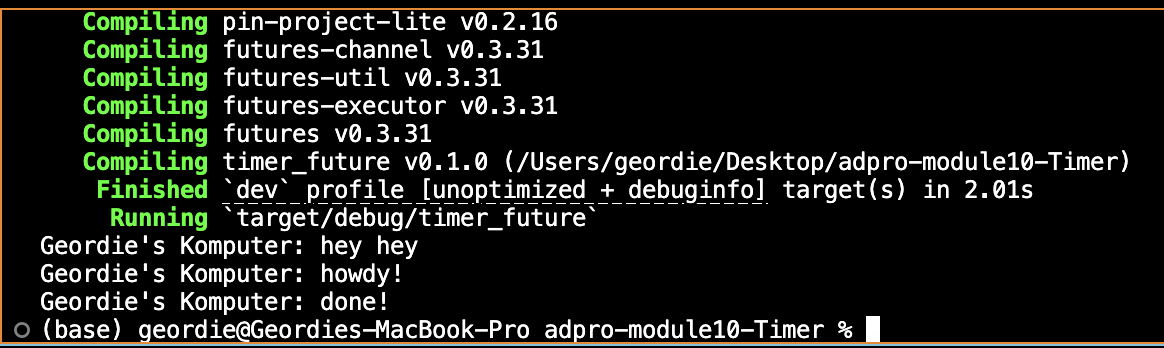 Compiling pin-project-lite v0.2.16
Compiling futures-channel v0.3.31
Compiling futures-util v0.3.31
Compiling futures-executor v0.3.31
Compiling futures v0.3.31
Compiling timer_future v0.1.0 (/Users/geordie/Desktop/adpro-module10-Timer)
Finished `dev` profile [unoptimized + debuginfo] target(s) in 2.01s
Running `target/debug/timer_future`
Geordie's Komputer: hey hey
Geordie's Komputer: howdy!
Geordie's Komputer: done!
(base) geordie@Geordies-MacBook-Pro adpro-module10-Timer %